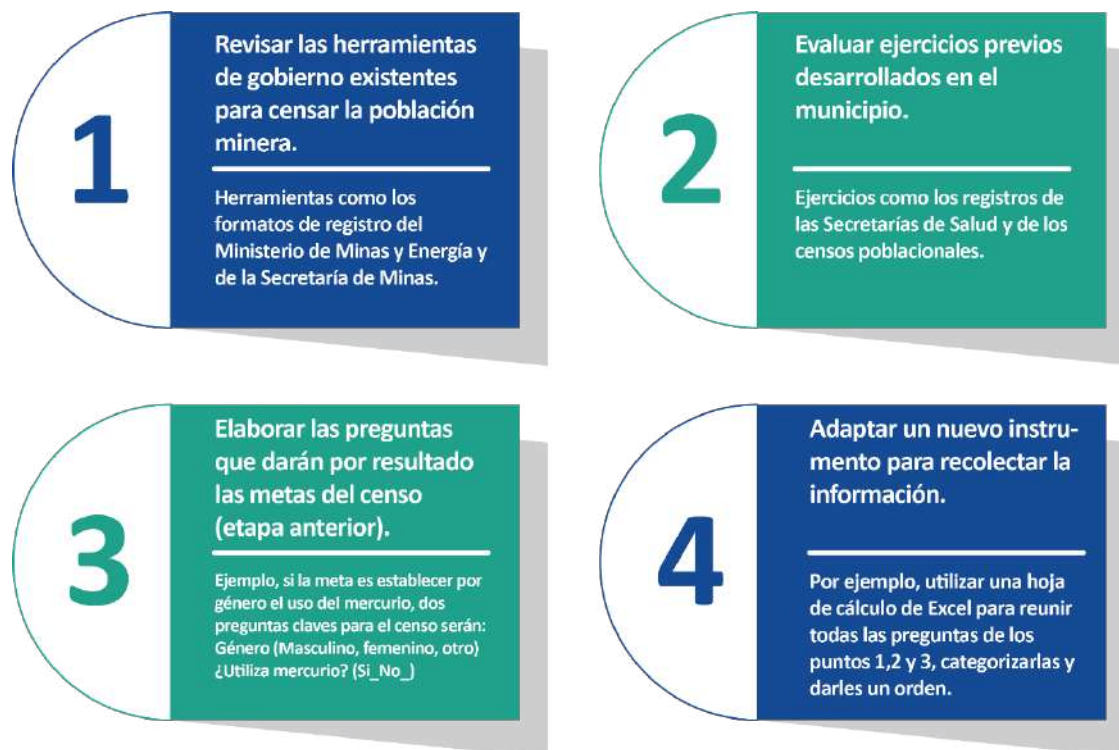 1
Revisar las herramientas
de gobierno existentes
para censar la población
minera.
Herramientas como los
formatos de registro del
Ministerio de Minas y Energía y
de la Secretaría de Minas.
2
Evaluar ejercicios previos
desarrollados en el
municipio.
Ejercicios como los registros de
las Secretarías de Salud y de los
censos poblacionales.
3
Elaborar las preguntas
que darán por resultado
las metas del censo
(etapa anterior).
Ejemplo, si la meta es establecer por
género el uso del mercurio, dos
preguntas claves para el censo serán:
Género (Masculino, femenino, otro)
¿Utiliza mercurio? (Si_No_)
4
Adaptar un nuevo instru-
mento para recolectar la
información.
Por ejemplo, utilizar una hoja
de cálculo de Excel para reunir
todas las preguntas de los
puntos 1,2 y 3, categorizarlas y
darles un orden.